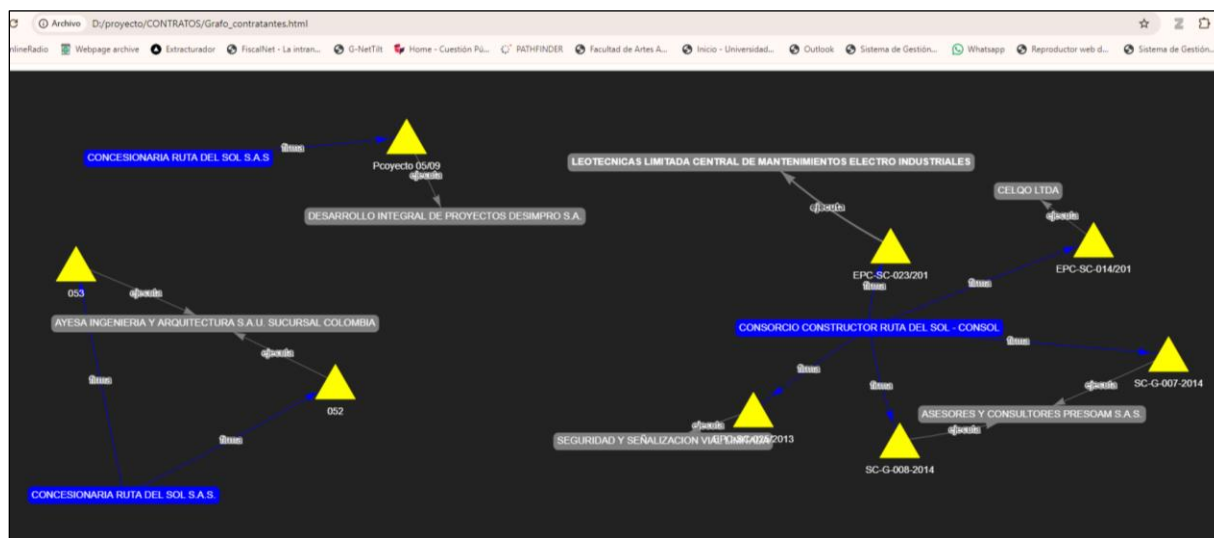 Archivo D:/proyecto/CONTRATOS/Grafo_contratantes.html
nlineRadio Webpage archive Extracturador FiscalNet - La intran... G-NetTilt Home - Cuestión Pú... PATHFINDER Facultad de Artes A... Inicio - Universidad... Outlook Sistema de Gestión... Whatsapp Reproductor web d... Sistema de Gestión...
CONCESIONARIA RUTA DEL SOL S.A.S
firma
Pcoyecto 05/09
ejecuta
DESARROLLO INTEGRAL DE PROYECTOS DESIMPRO S.A.
053
ejecuta
AYESA INGENIERIA Y ARQUITECTURA S.A.U. SUCURSAL COLOMBIA
ejecuta
firma
052
firma
CONCESIONARIA RUTA DEL SOL S.A.S.
LEOTECNICAS LIMITADA CENTRAL DE MANTENIMIENTOS ELECTRO INDUSTRIALES
CELQO LTDA
ejecuta
ejecuta
EPC-SC-023/201
EPC-SC-014/201
firma
firma
CONSORCIO CONSTRUCTOR RUTA DEL SOL - CONSOL
firma
firma
SC-G-007-2014
ejecuta
ASESORES Y CONSULTORES PRESOAM S.A.S.
ejecuta
ejecuta
SEGURIDAD Y SEÑALIZACION VIAL LIMITADA
SC-G-008-2014